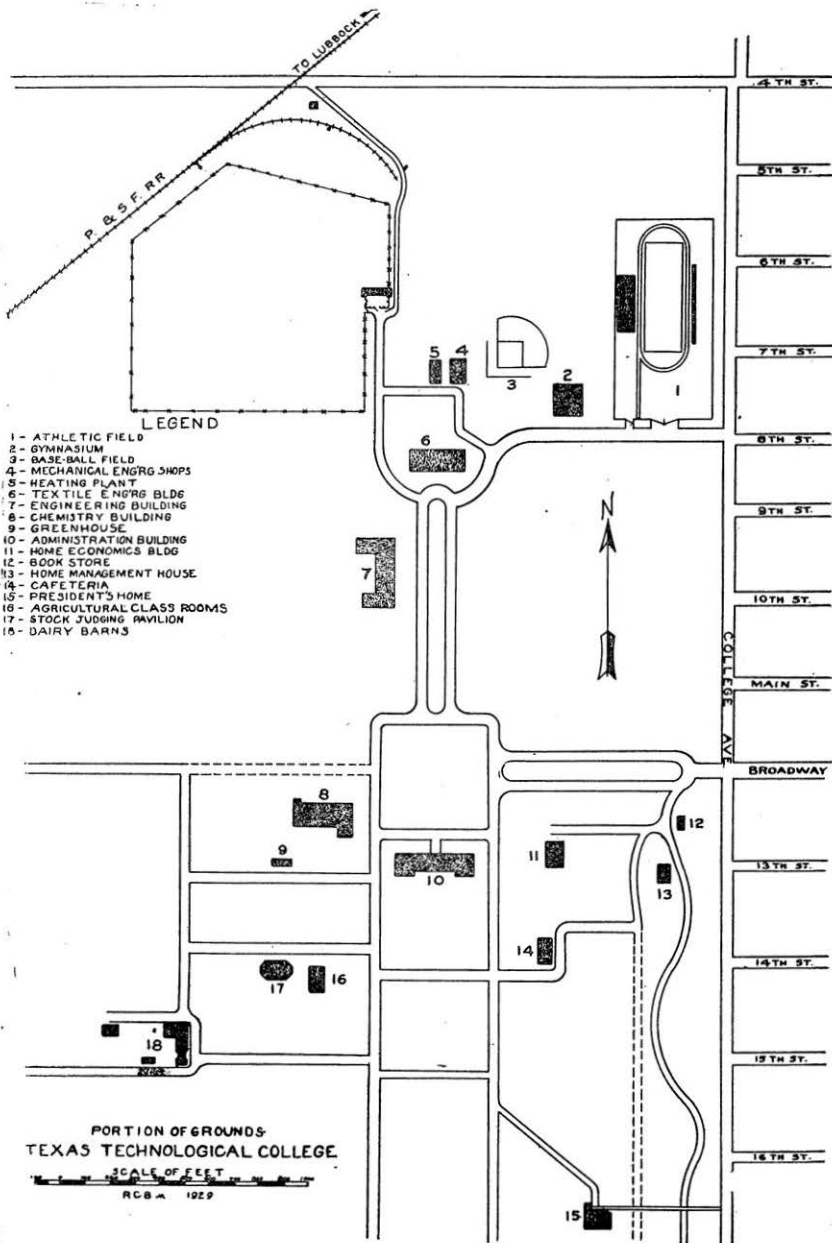 TO LUBBOCK
4TH ST.
5TH ST.
P. & S.F. RR
6TH ST.
7TH ST.
5
4
3
2
1
LEGEND
1 - ATHLETIC FIELD
2 - GYMNASIUM
3 - BASE-BALL FIELD
4 - MECHANICAL ENG'RG SHOPS
5 - HEATING PLANT
6 - TEXTILE ENG'RG BLDG
7 - ENGINEERING BUILDING
8 - CHEMISTRY BUILDING
9 - GREENHOUSE
10 - ADMINISTRATION BUILDING
11 - HOME ECONOMICS BLDG
12 - BOOK STORE
13 - HOME MANAGEMENT HOUSE
14 - CAFETERIA
15 - PRESIDENT'S HOME
16 - AGRICULTURAL CLASS ROOMS
17 - STOCK JUDGING PAVILION
18 - DAIRY BARNS
8TH ST.
6
9TH ST.
N
7
10TH ST.
COLLEGE AVE
MAIN ST.
BROADWAY
8
12
9
10
11
13
13TH ST.
14
14TH ST.
17
16
18
15TH ST.
16TH ST.
15
PORTION OF GROUNDS
TEXAS TECHNOLOGICAL COLLEGE
SCALE OF FEET
RCB 1929